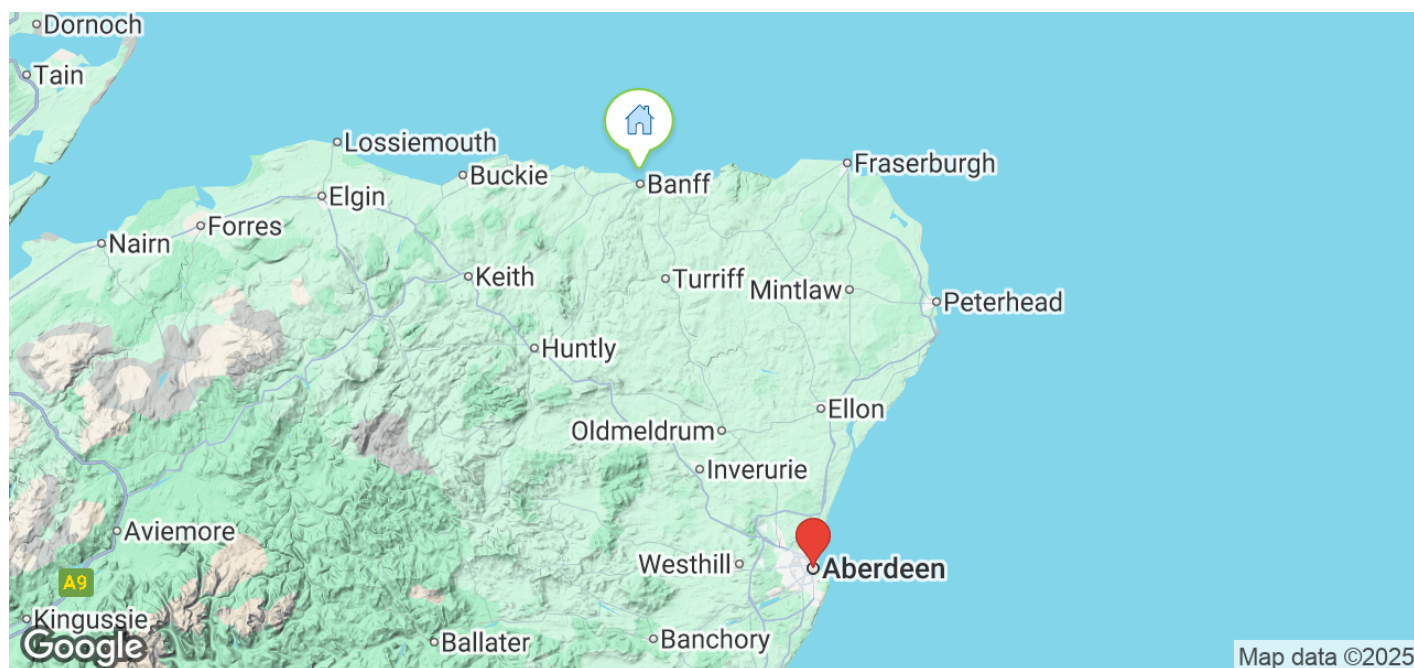 Dornoch
Tain
Lossiemouth
Buckie
Banff
Fraserburgh
Elgin
Forres
Nairn
Keith
Turriff
Mintlaw
Peterhead
Huntly
Ellon
Oldmeldrum
Inverurie
Aviemore
Westhill
Aberdeen
A9
Kingussie
Ballater
Banchory
Google
Map data ©2025